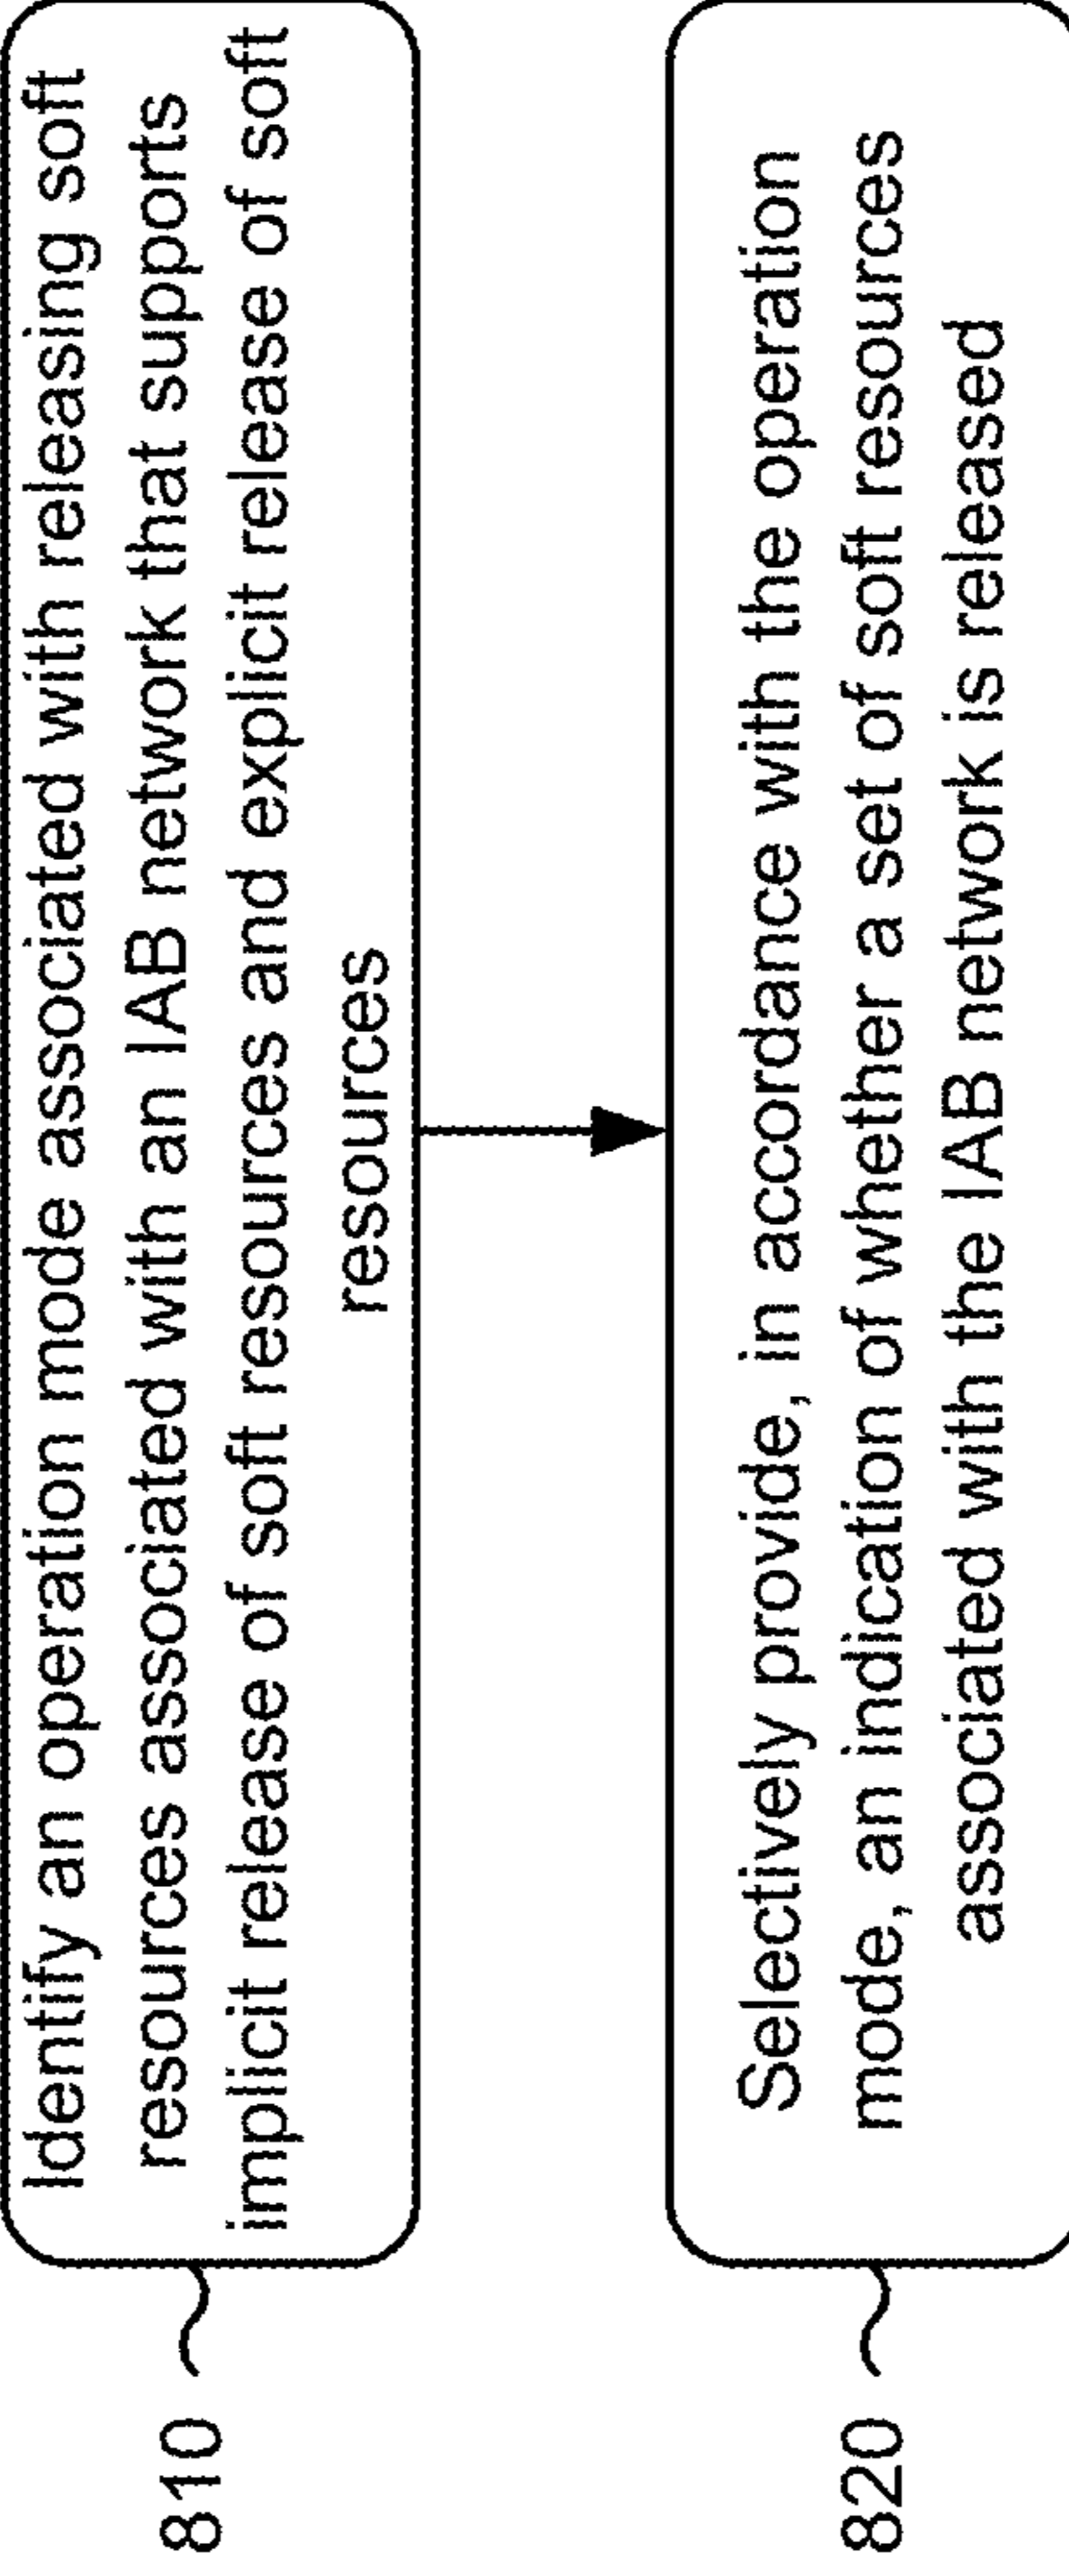 Identify an operation mode associated with releasing soft
resources associated with an IAB network that supports
implicit release of soft resources and explicit release of soft
resources
810
Selectively provide, in accordance with the operation
mode, an indication of whether a set of soft resources
associated with the IAB network is released
820